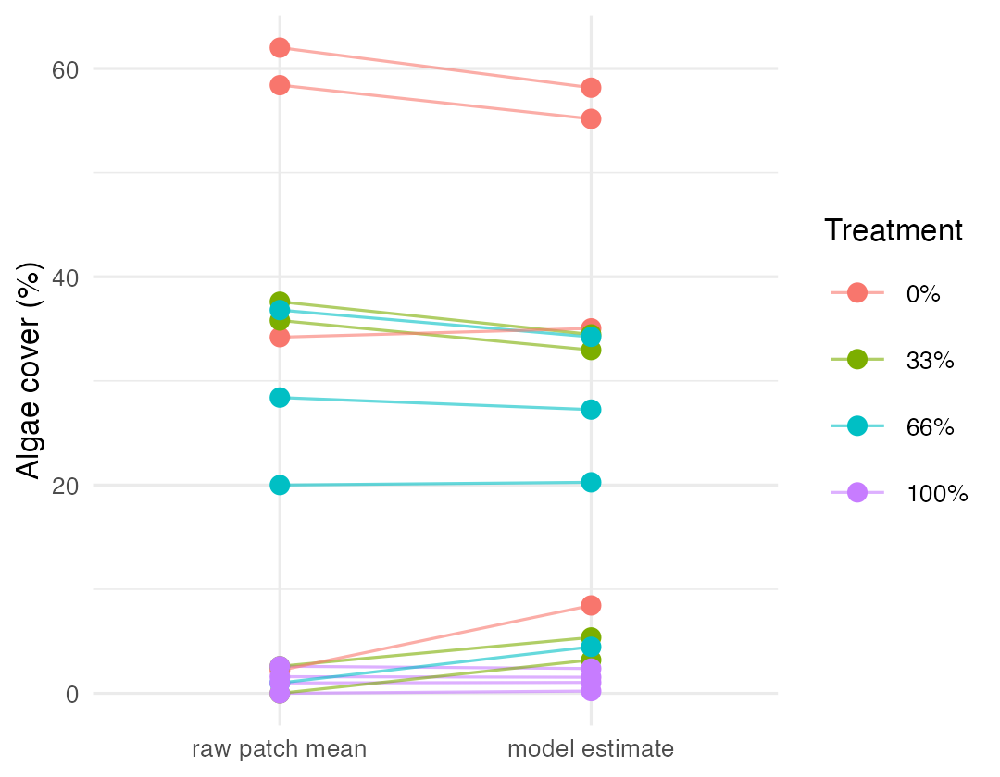 60
40
20
0
Algae cover (%)
raw patch mean
model estimate
Treatment
0%
33%
66%
100%